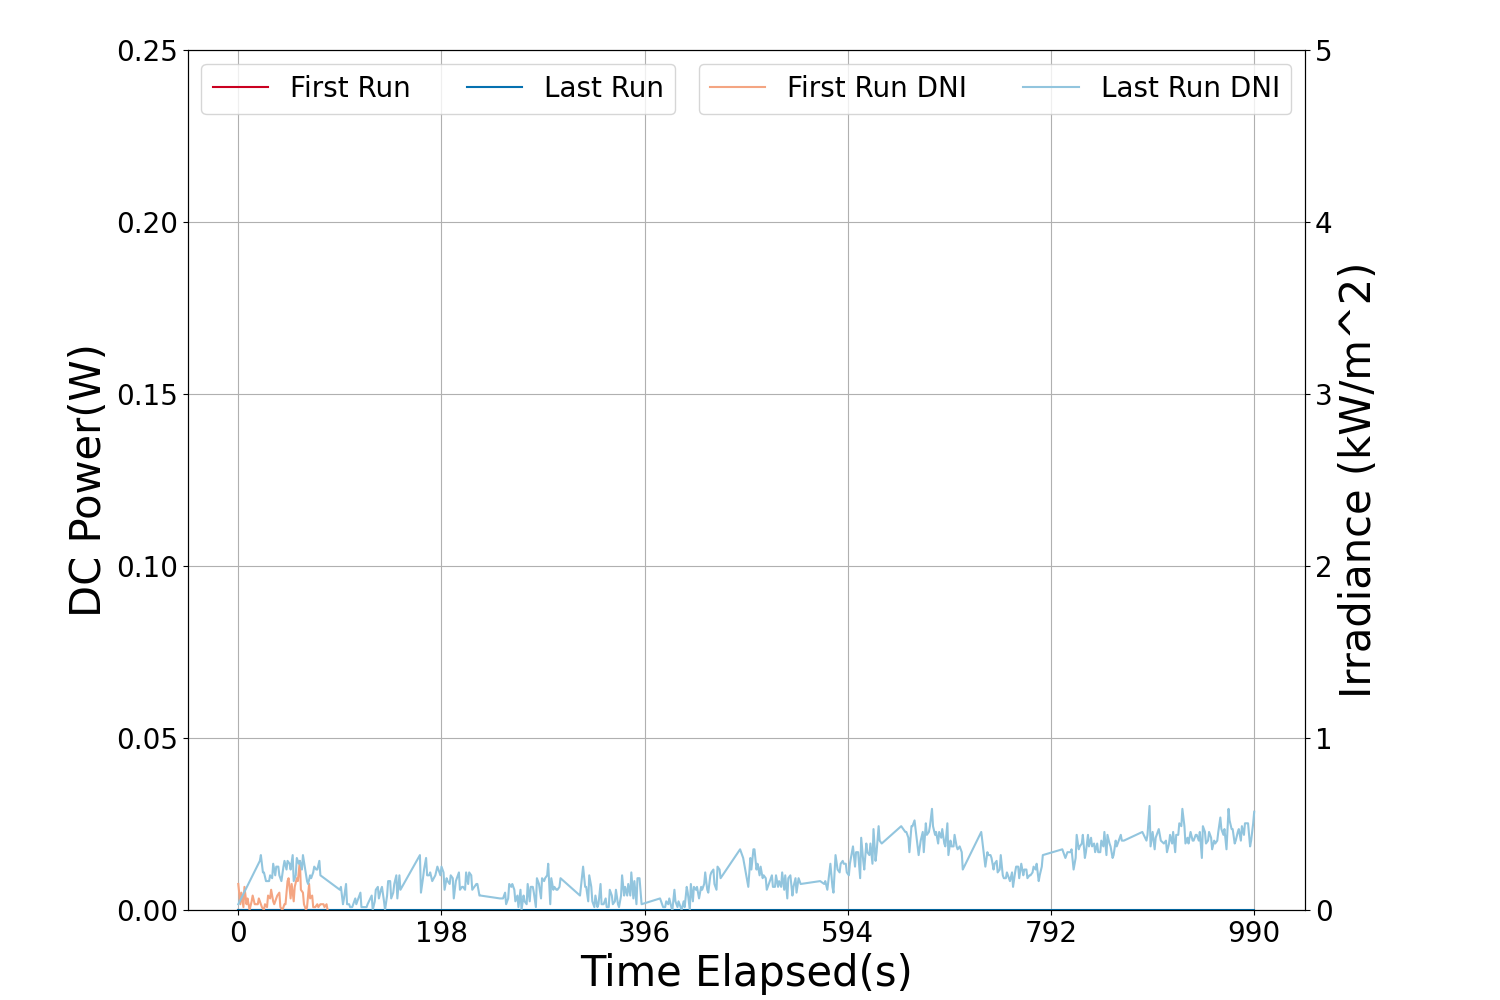 First Run
Last Run
First Run DNI
Last Run DNI
0.25
0.20
0.15
0.10
0.05
0.00
DC Power(W)
5
4
3
2
1
0
Irradiance (kW/m^2)
0 198 396 594 792 990
Time Elapsed(s)